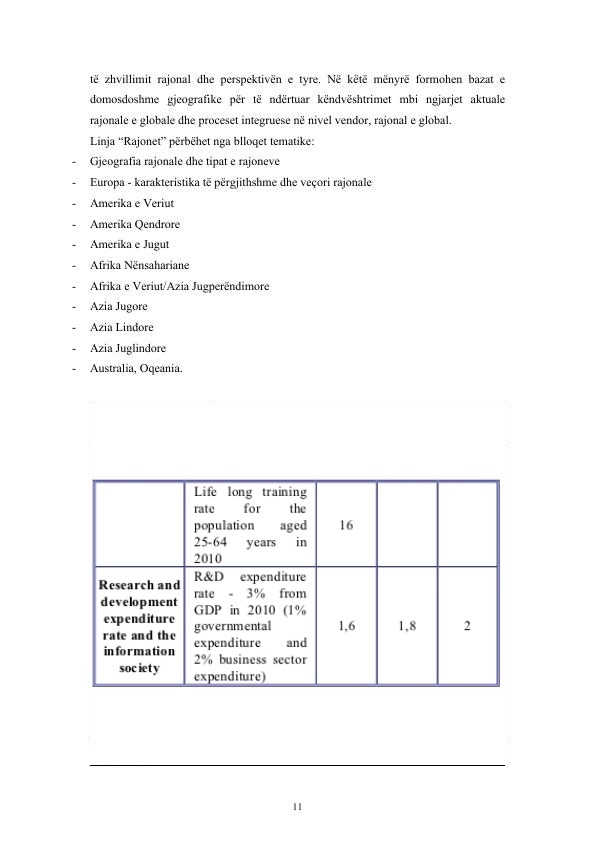 të zhvillimit rajonal dhe perspektivën e tyre. Në këtë mënyrë formohen bazat e
domosdoshme gjeografike për të ndërtuar këndvështrimet mbi ngjarjet aktuale
rajonale e globale dhe proceset integruese në nivel vendor, rajonal e global.
Linja “Rajonet” përbëhet nga blloqet tematike:
- Gjeografia rajonale dhe tipat e rajoneve
- Europa - karakteristika të përgjithshme dhe veçori rajonale
- Amerika e Veriut
- Amerika Qendrore
- Amerika e Jugut
- Afrika Nënsahariane
- Afrika e Veriut/Azia Jugperëndimore
- Azia Jugore
- Azia Lindore
- Azia Juglindore
- Australia, Oqeania.
Life long training
rate for the
population aged
25-64 years in
2010
16
Research and
development
expenditure
rate and the
information
society
R&D expenditure
rate - 3% from
GDP in 2010 (1%
governmental
expenditure and
2% business sector
expenditure)
1,6
1,8
2
11